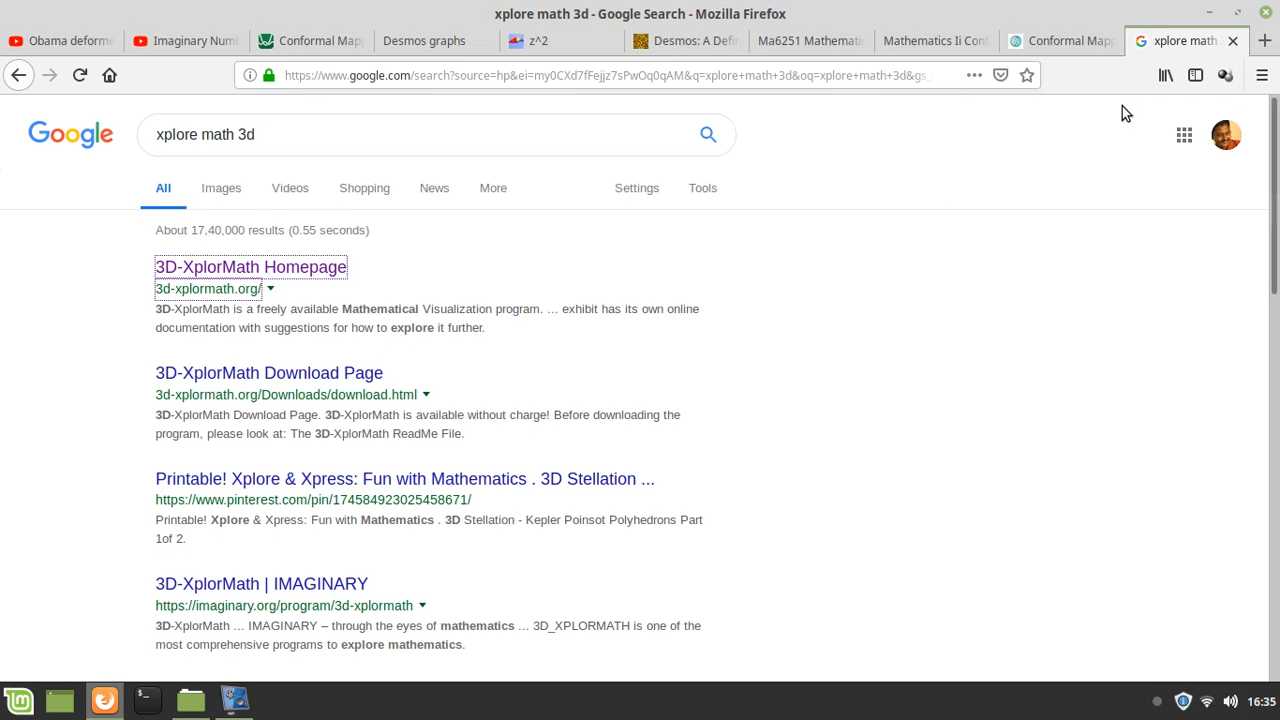 xplore math 3d - Google Search - Mozilla Firefox
Obama deforme
Imaginary Num
Conformal Mapp
Desmos graphs
z^2
Desmos: A Defin
Ma6251 Mathematic
Mathematics Ii Conf
Conformal Mapp
xplore math
https://www.google.com/search?source=hp&ei=my0CXd7fFejjz7sPwOq0qAM&q=xplore+math+3d&oq=xplore+math+3d&gs_
Google
xplore math 3d
All
Images
Videos
Shopping
News
More
Settings
Tools
About 17,40,000 results (0.55 seconds)
3D-XplorMath Homepage
3d-xplormath.org/
3D-XplorMath is a freely available Mathematical Visualization program. ... exhibit has its own online
documentation with suggestions for how to explore it further.
3D-XplorMath Download Page
3d-xplormath.org/Downloads/download.html
3D-XplorMath Download Page. 3D-XplorMath is available without charge! Before downloading the
program, please look at: The 3D-XplorMath ReadMe File.
Printable! Xplore & Xpress: Fun with Mathematics . 3D Stellation ...
https://www.pinterest.com/pin/174584923025458671/
Printable! Xplore & Xpress: Fun with Mathematics . 3D Stellation - Kepler Poinsot Polyhedrons Part
1of 2.
3D-XplorMath | IMAGINARY
https://imaginary.org/program/3d-xplormath
3D-XplorMath ... IMAGINARY – through the eyes of mathematics ... 3D_XPLORMATH is one of the
most comprehensive programs to explore mathematics.
16:35